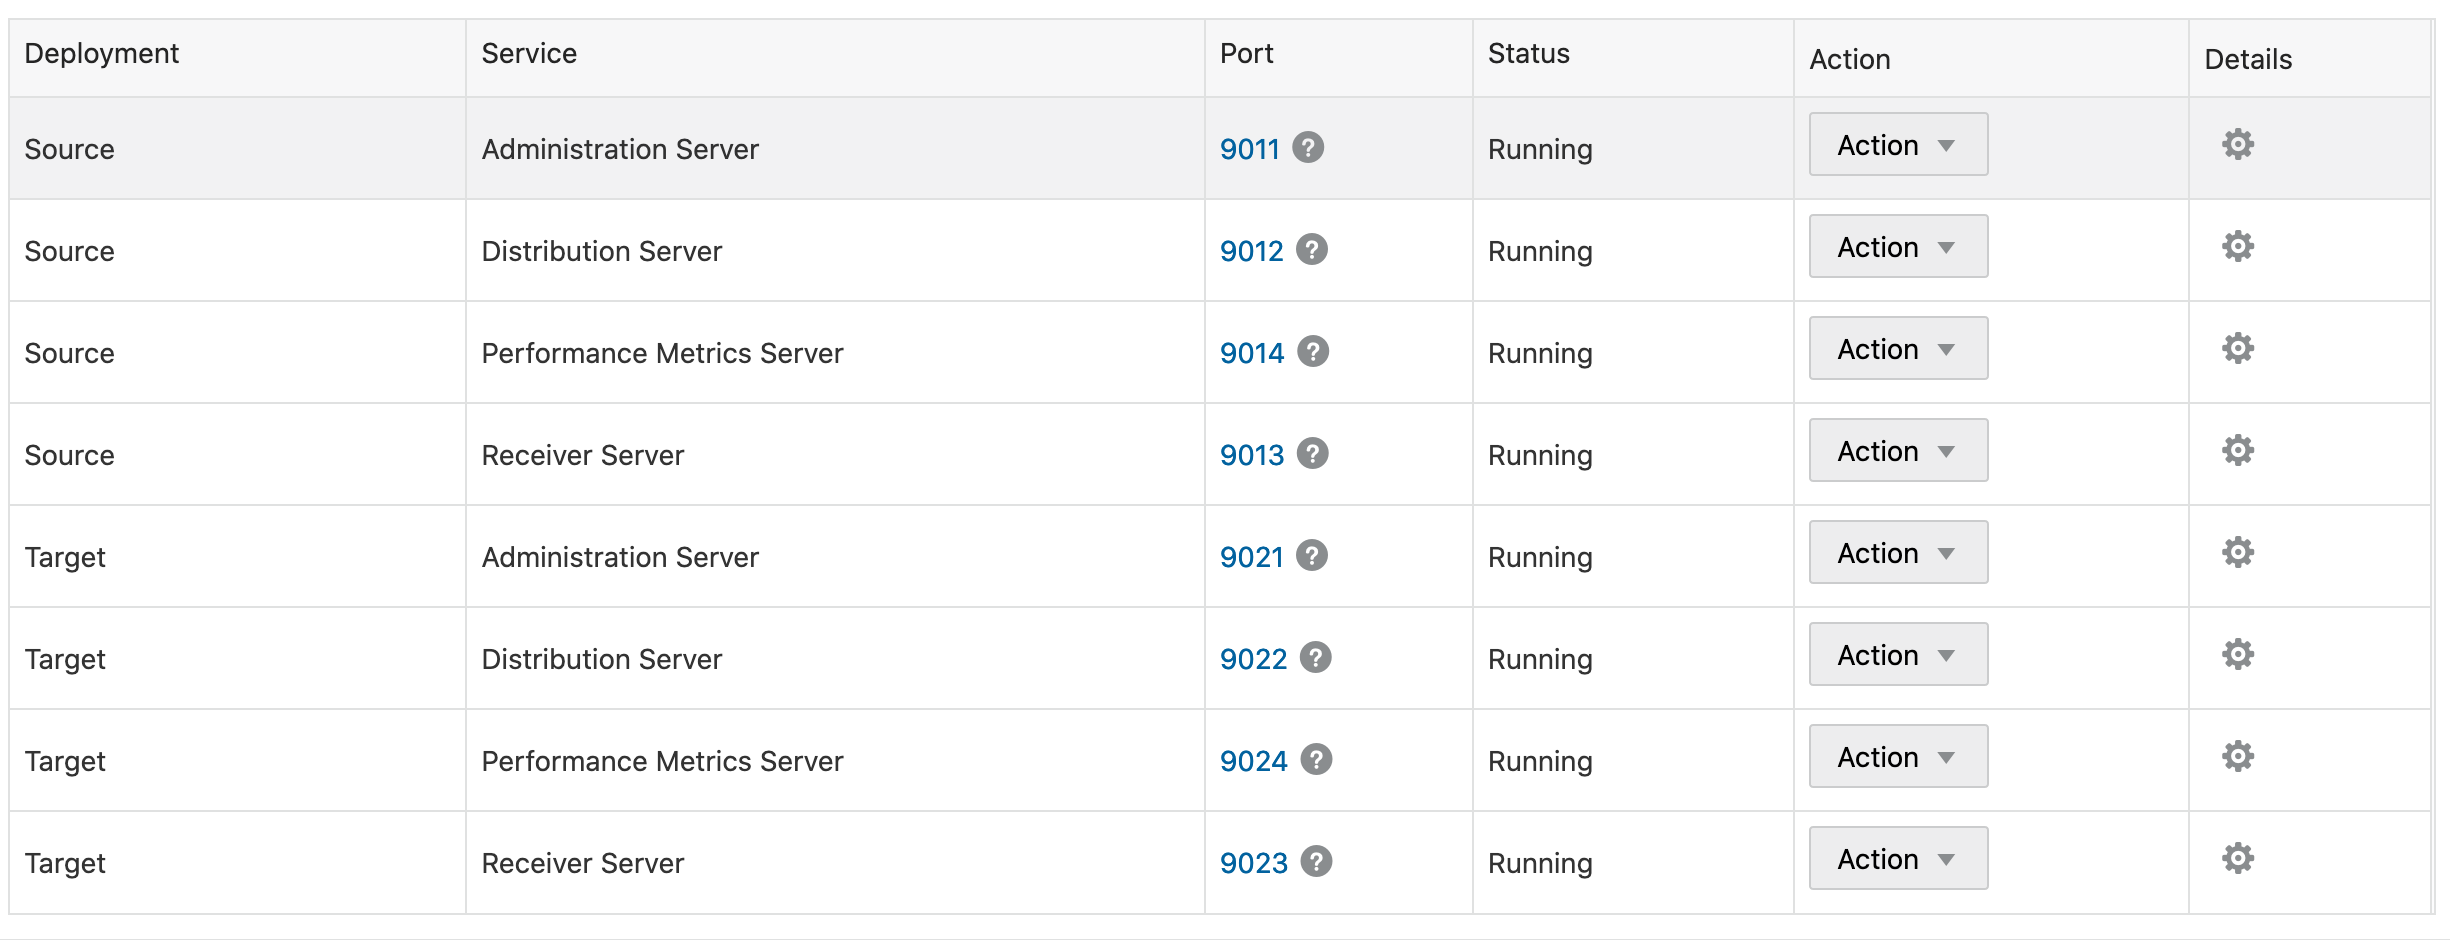 Deployment Service Port Status Action Details
Source Administration Server 9011 ? Running Action
Source Distribution Server 9012 ? Running Action
Source Performance Metrics Server 9014 ? Running Action
Source Receiver Server 9013 ? Running Action
Target Administration Server 9021 ? Running Action
Target Distribution Server 9022 ? Running Action
Target Performance Metrics Server 9024 ? Running Action
Target Receiver Server 9023 ? Running Action